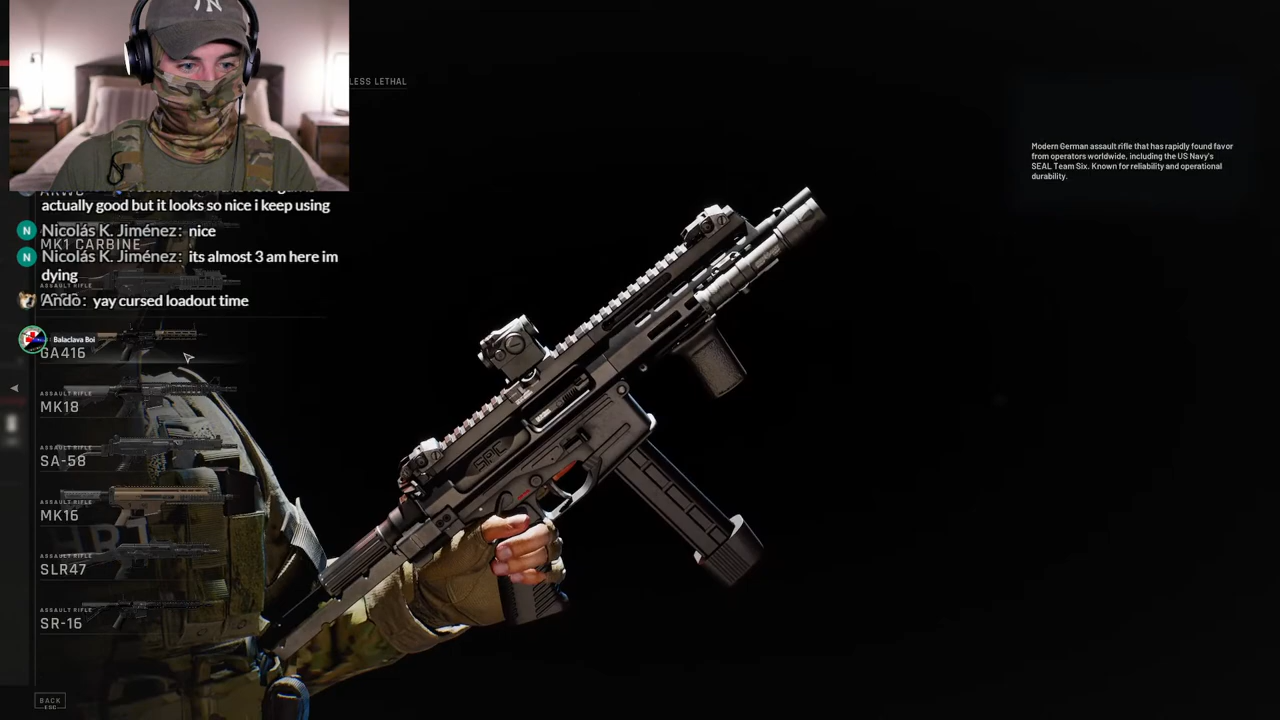 NY
LESS LETHAL
Modern German assault rifle that has rapidly found favor
from operators worldwide, including the US Navy's
SEAL Team Six. Known for reliability and operational
durability.
actually good but it looks so nice i keep using
Nicolás K. Jiménez: nice
MK1 CARBINE
Nicolás K. Jiménez: its almost 3 am here im
dying
ASSAULT RIFLE
Ando: yay cursed loadout time
Balaclava Boi
GA416
ASSAULT RIFLE
MK18
ASSAULT RIFLE
SA-58
ASSAULT RIFLE
MK16
ASSAULT RIFLE
SLR47
ASSAULT RIFLE
SR-16
BACK
ESC